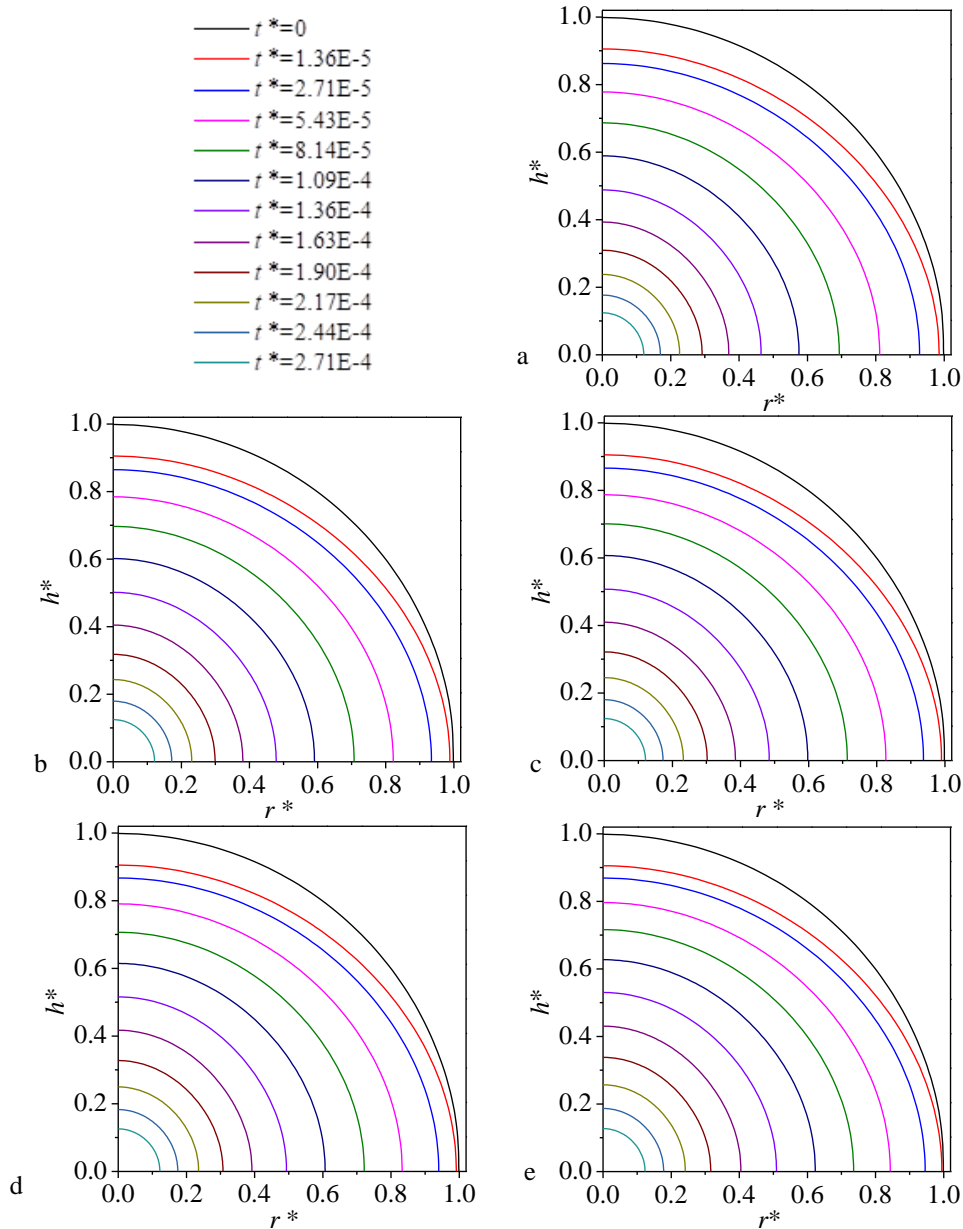 t*=0
t*=1.36E-5
t*=2.71E-5
t*=5.43E-5
t*=8.14E-5
t*=1.09E-4
t*=1.36E-4
t*=1.63E-4
t*=1.90E-4
t*=2.17E-4
t*=2.44E-4
t*=2.71E-4
1.0
0.8
0.6
0.4
0.2
0.0
h*
a
0.0 0.2 0.4 0.6 0.8 1.0
r*
1.0
0.8
0.6
0.4
0.2
0.0
h*
b
0.0 0.2 0.4 0.6 0.8 1.0
r *
1.0
0.8
0.6
0.4
0.2
0.0
h*
c
0.0 0.2 0.4 0.6 0.8 1.0
r*
1.0
0.8
0.6
0.4
0.2
0.0
h*
d
0.0 0.2 0.4 0.6 0.8 1.0
r *
1.0
0.8
0.6
0.4
0.2
0.0
h*
e
0.0 0.2 0.4 0.6 0.8 1.0
r*